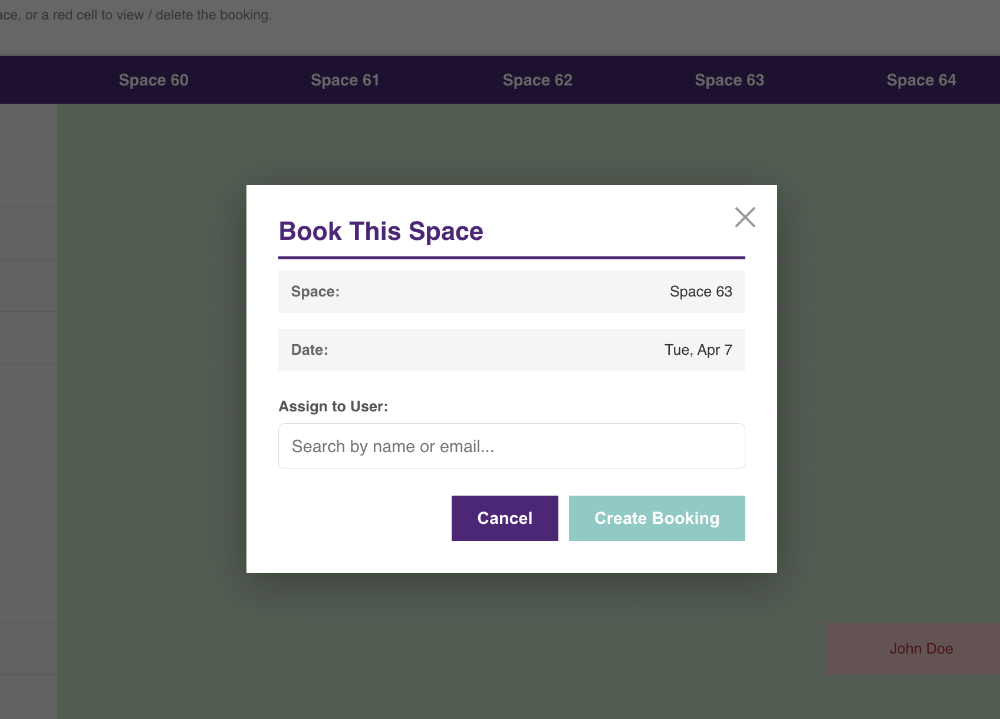 ace, or a red cell to view / delete the booking.
Space 60 Space 61 Space 62 Space 63 Space 64
Book This Space
Space: Space 63
Date: Tue, Apr 7
Assign to User:
Search by name or email...
Cancel Create Booking
John Doe